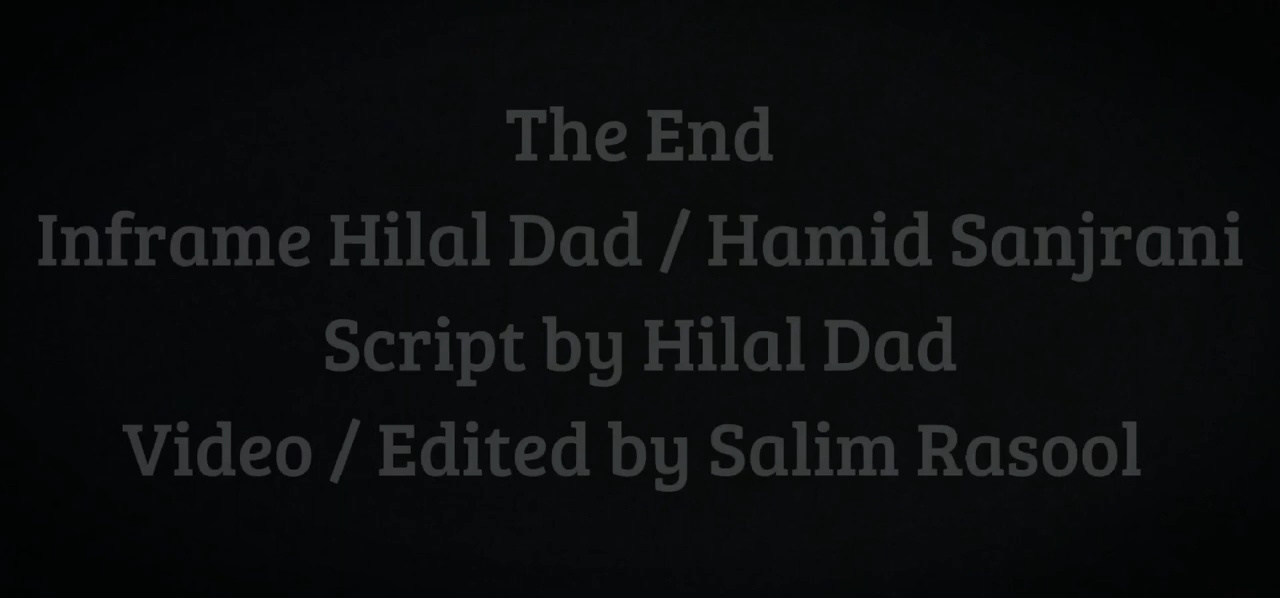 The End
Inframe Hilal Dad / Hamid Sanjrani
Script by Hilal Dad
Video / Edited by Salim Rasool